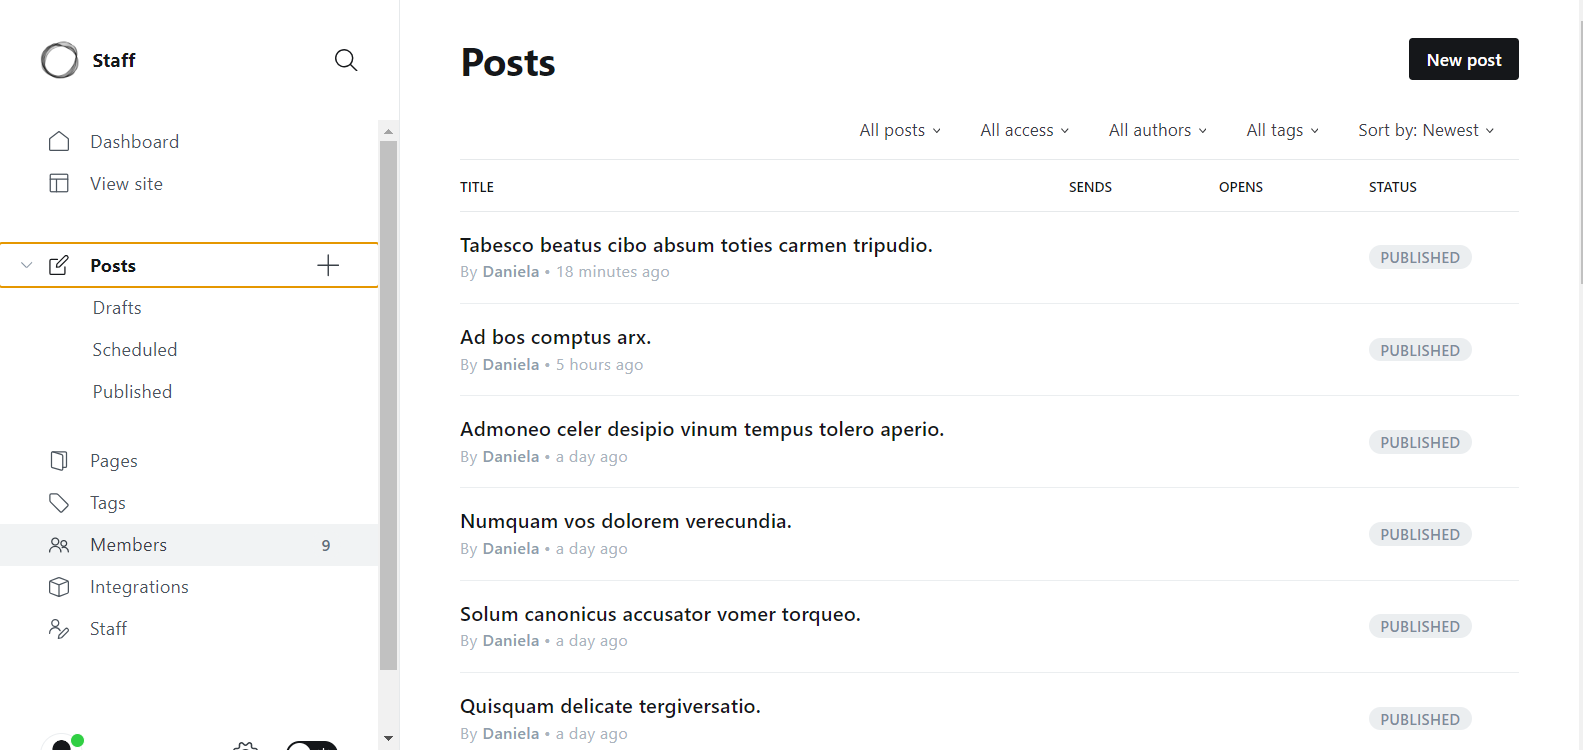 Staff
Dashboard
View site
Posts
Drafts
Scheduled
Published
Pages
Tags
Members 9
Integrations
Staff
Posts
New post
All posts All access All authors All tags Sort by: Newest
TITLE SENDS OPENS STATUS
Tabesco beatus cibo absum toties carmen tripudio.
By Daniela • 18 minutes ago
PUBLISHED
Ad bos comptus arx.
By Daniela • 5 hours ago
PUBLISHED
Admoneo celer desipio vinum tempus tolero aperio.
By Daniela • a day ago
PUBLISHED
Numquam vos dolorem verecundia.
By Daniela • a day ago
PUBLISHED
Solum canonicus accusator vomer torqueo.
By Daniela • a day ago
PUBLISHED
Quisquam delicate tergiversatio.
By Daniela • a day ago
PUBLISHED